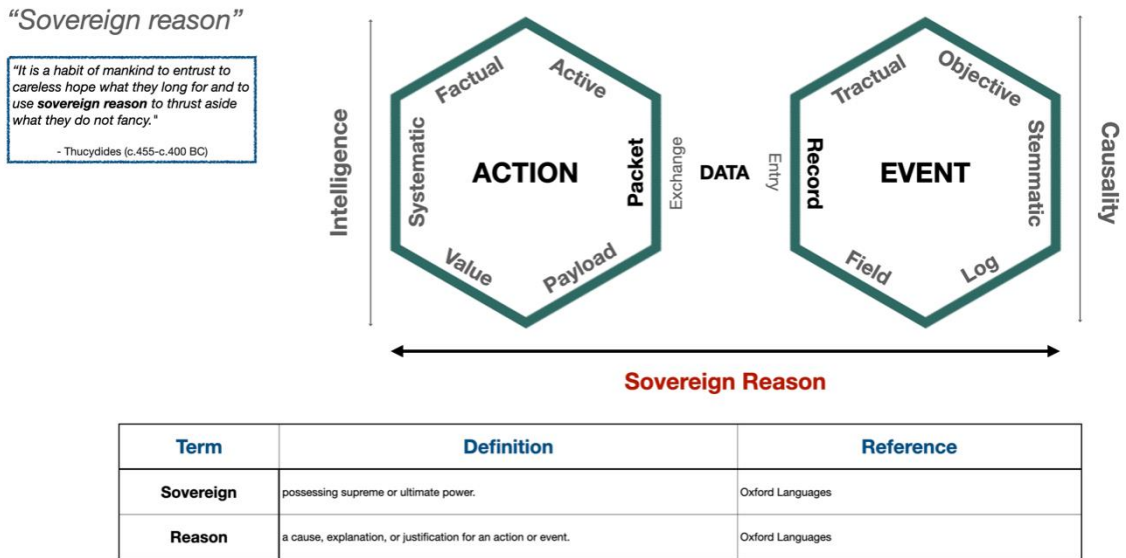 “Sovereign reason”
"It is a habit of mankind to entrust to
careless hope what they long for and to
use sovereign reason to thrust aside
what they do not fancy."
- Thucydides (c.455-c.400 BC)
Intelligence
Systematic
Factual
Active
ACTION
Packet
Value
Payload
Exchange
DATA
Entry
Record
Tractual
Objective
Stemmatic
EVENT
Field
Log
Causality
Sovereign Reason
Term Definition Reference
Sovereign possessing supreme or ultimate power. Oxford Languages
Reason a cause, explanation, or justification for an action or event. Oxford Languages